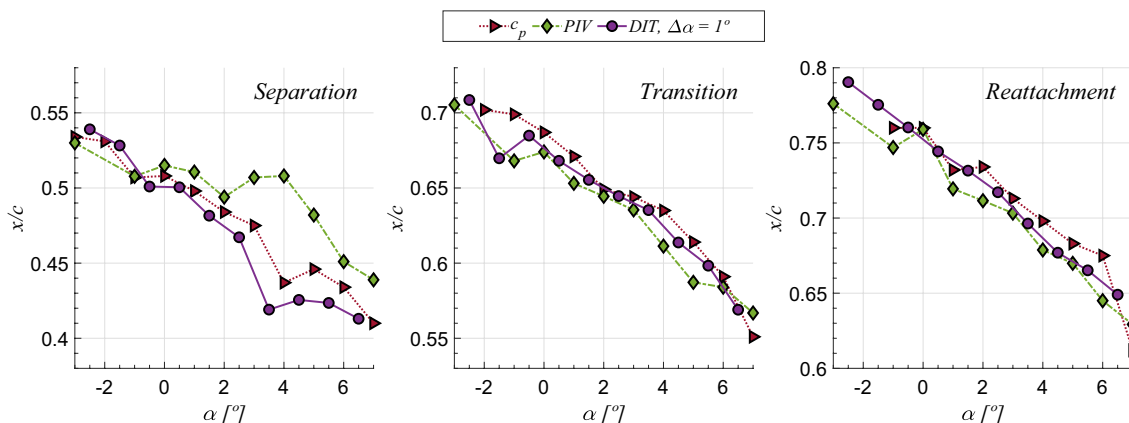 c_p PIV DIT, Δα = 1º
Separation
0.55
0.5
0.45
0.4
x/c
-2 0 2 4 6
α [º]
Transition
0.7
0.65
0.6
0.55
x/c
-2 0 2 4 6
α [º]
Reattachment
0.8
0.75
0.7
0.65
0.6
x/c
-2 0 2 4 6
α [º]